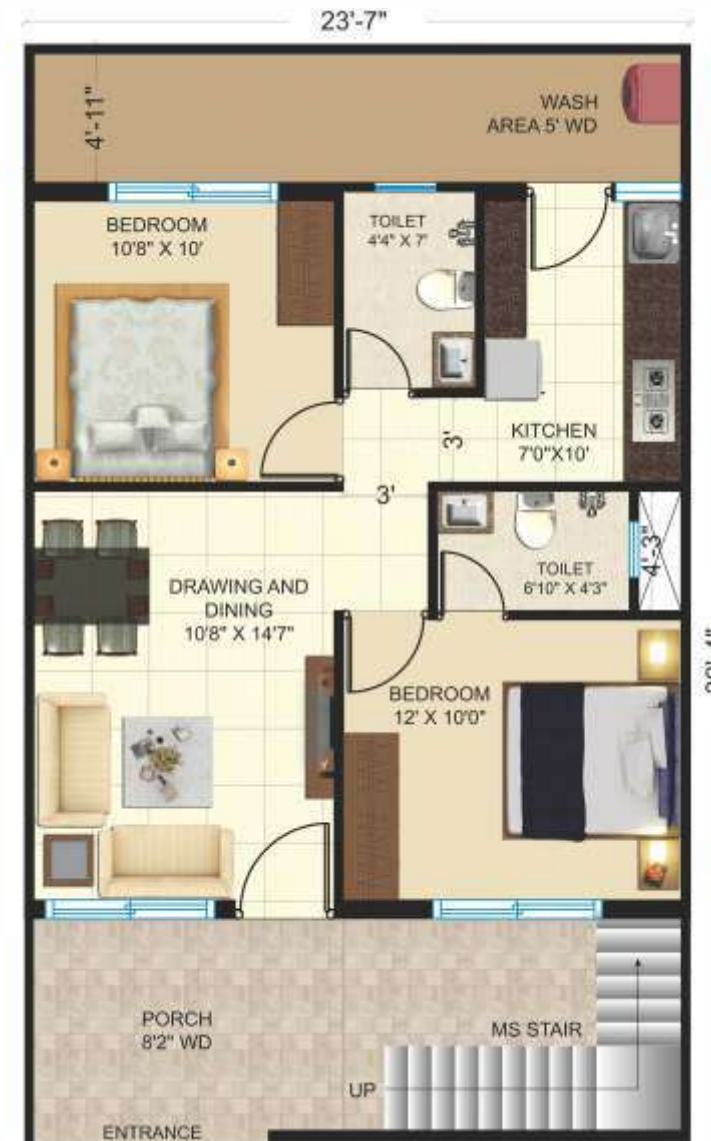 23'-7"
4'-11"
WASH
AREA 5' WD
BEDROOM
10'8" X 10'
TOILET
4'4" X 7'
KITCHEN
7'0"X10'
3'
3'
DRAWING AND
DINING
10'8" X 14'7"
TOILET
6'10" X 4'3"
4'-3"
BEDROOM
12' X 10'0"
PORCH
8'2" WD
MS STAIR
UP
ENTRANCE